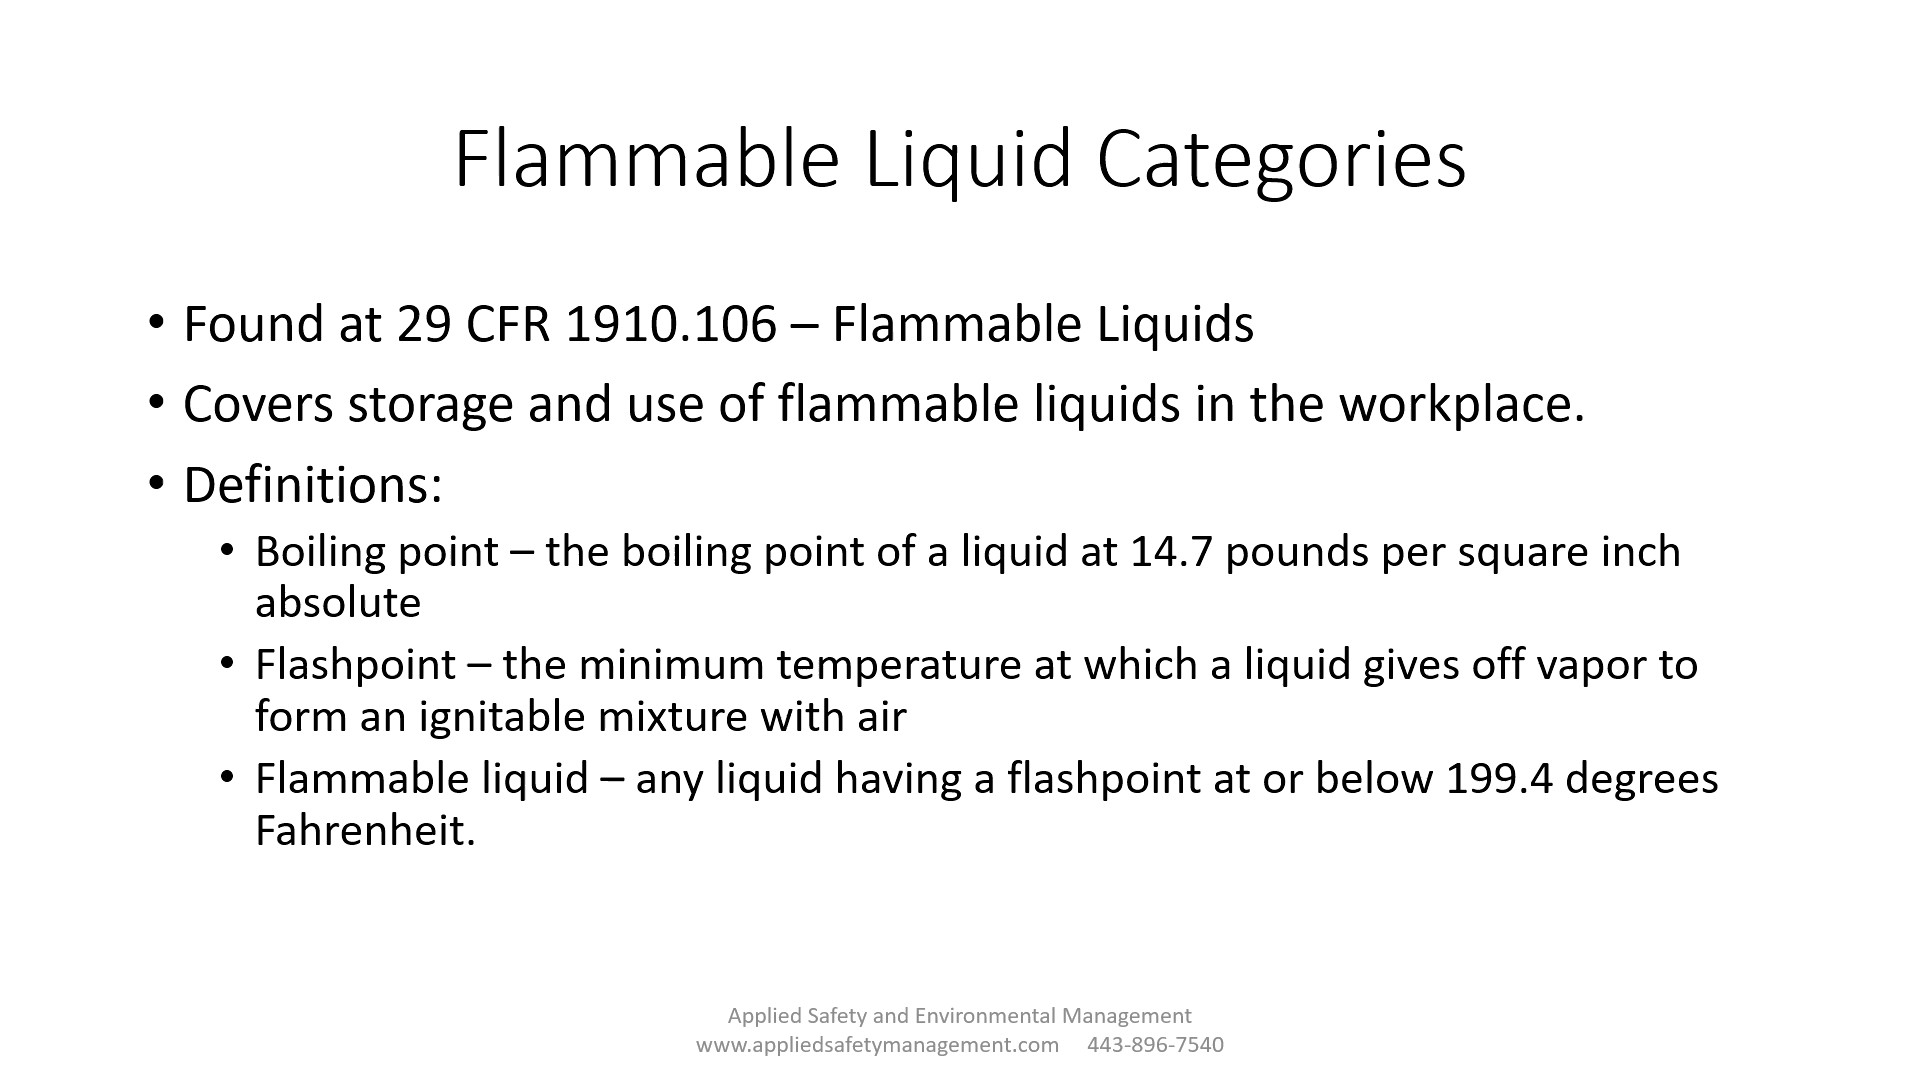 Flammable Liquid Categories
• Found at 29 CFR 1910.106 – Flammable Liquids
• Covers storage and use of flammable liquids in the workplace.
• Definitions:
• Boiling point – the boiling point of a liquid at 14.7 pounds per square inch
absolute
• Flashpoint – the minimum temperature at which a liquid gives off vapor to
form an ignitable mixture with air
• Flammable liquid – any liquid having a flashpoint at or below 199.4 degrees
Fahrenheit.
Applied Safety and Environmental Management
www.appliedsafetymanagement.com 443-896-7540